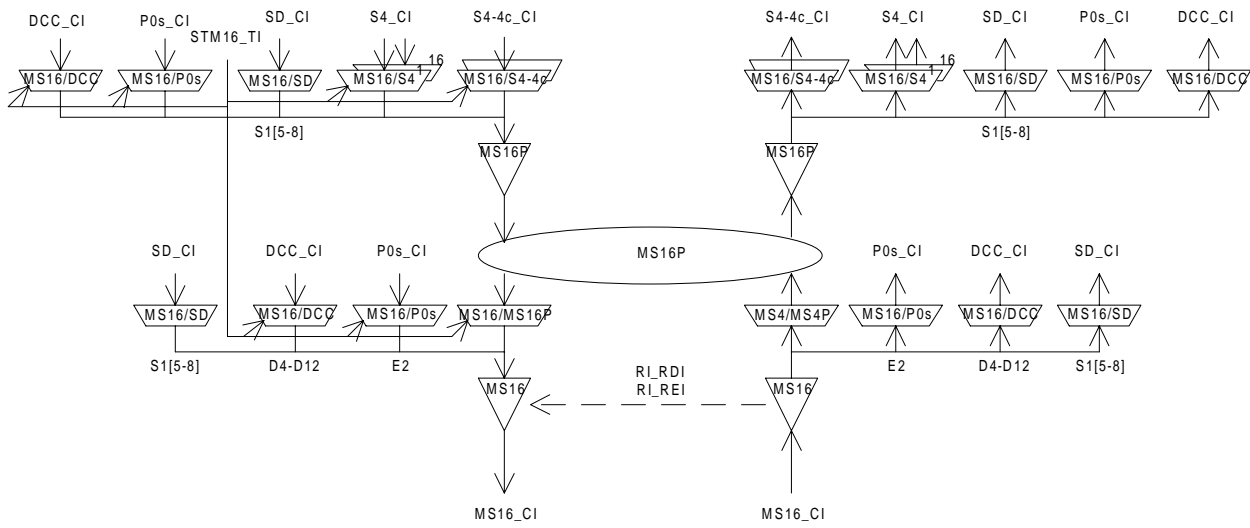 DCC_CI P0s_CI SD_CI S4_CI S4-4c_CI S4-4c_CI S4_CI SD_CI P0s_CI DCC_CI
STM16_TI
16 16
1 1
MS16/DCC MS16/P0s MS16/SD MS16/S4 MS16/S4-4c MS16/S4-4c MS16/S4 MS16/SD MS16/P0s MS16/DCC
S1[5-8] S1[5-8]
MS16P MS16P
MS16P
SD_CI DCC_CI P0s_CI P0s_CI DCC_CI SD_CI
MS16/SD MS16/DCC MS16/P0s MS16/MS16P MS4/MS4P MS16/P0s MS16/DCC MS16/SD
S1[5-8] D4-D12 E2 E2 D4-D12 S1[5-8]
RI_RDI
RI_REI
MS16 MS16
MS16_CI MS16_CI